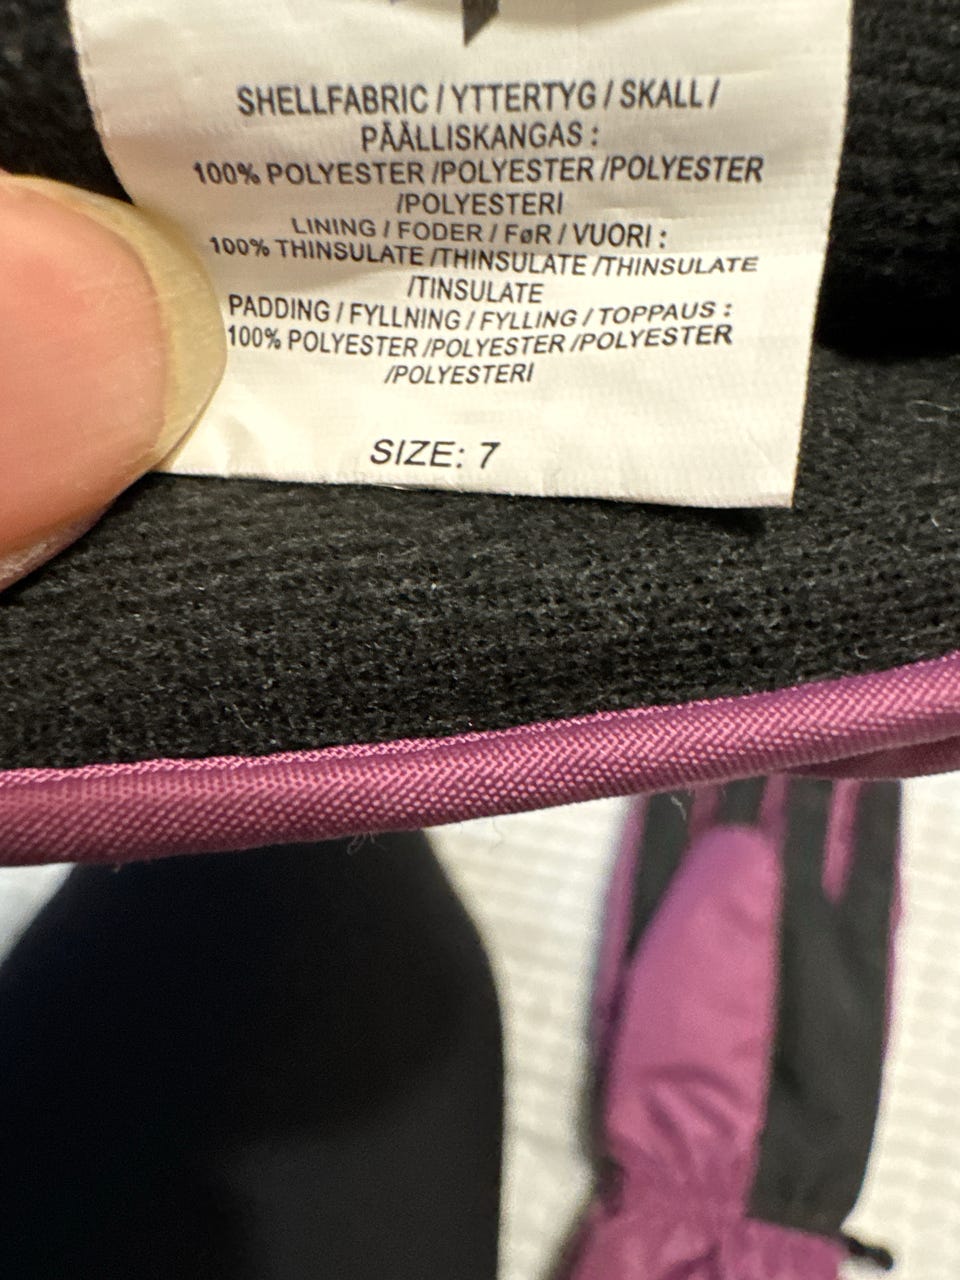 SHELLFABRIC / YTTERTYG / SKALL /
PÄÄLLISKANGAS :
100% POLYESTER /POLYESTER /POLYESTER
/POLYESTERI
LINING / FODER / FøR / VUORI :
100% THINSULATE /THINSULATE /THINSULATE
/TINSULATE
PADDING / FYLLNING / FYLLING / TOPPAUS :
100% POLYESTER /POLYESTER /POLYESTER
/POLYESTERI
SIZE: 7